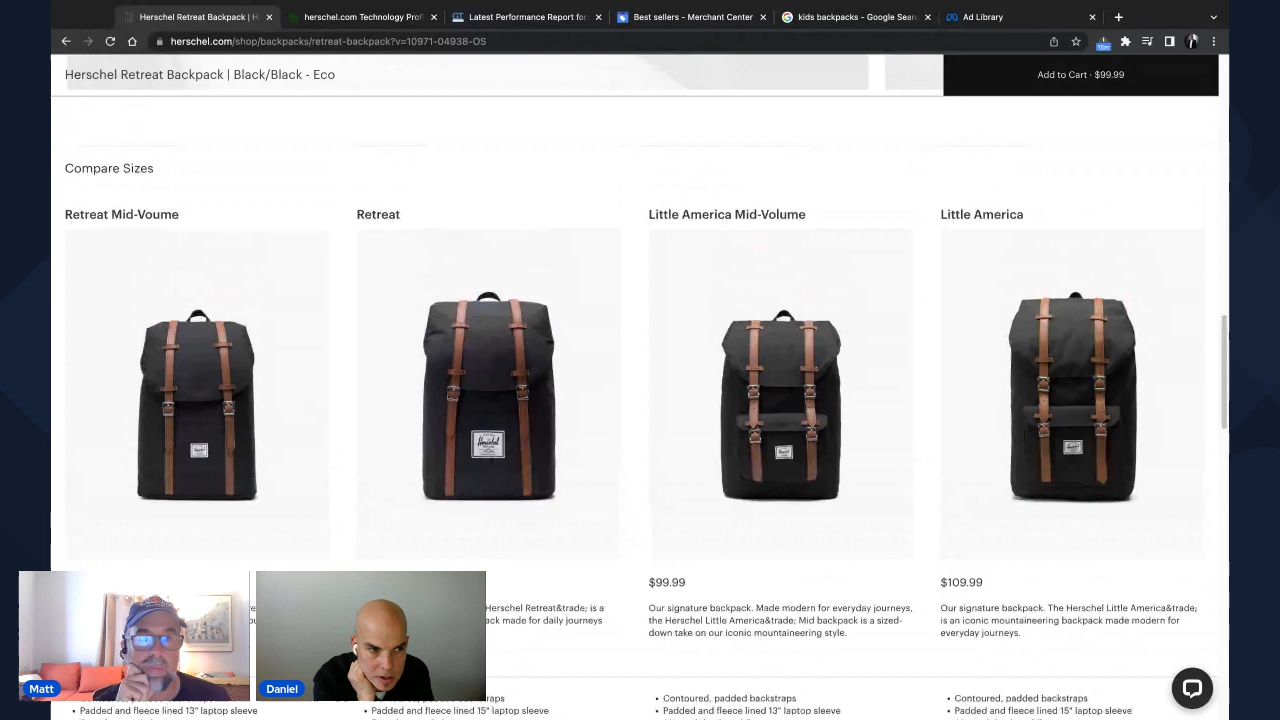 Herschel Retreat Backpack | H
herschel.com Technology Prof
Latest Performance Report for
Best sellers - Merchant Center
kids backpacks - Google Sear
Ad Library
herschel.com/shop/backpacks/retreat-backpack?v=10971-04938-OS
15m
Herschel Retreat Backpack | Black/Black - Eco
Add to Cart · $99.99
Compare Sizes
Retreat Mid-Voume
Retreat
Little America Mid-Volume
Little America
Herschel
$99.99
$109.99
Herschel Retreat&trade; is a
ack made for daily journeys
Our signature backpack. Made modern for everyday journeys,
the Herschel Little America&trade; Mid backpack is a sized-
down take on our iconic mountaineering style.
Our signature backpack. The Herschel Little America&trade;
is an iconic mountaineering backpack made modern for
everyday journeys.
Matt
Daniel
Padded and fleece lined 13" laptop sleeve
Padded and fleece lined 15" laptop sleeve
Contoured, padded backstraps
Padded and fleece lined 13" laptop sleeve
Contoured, padded backstraps
Padded and fleece lined 15" laptop sleeve